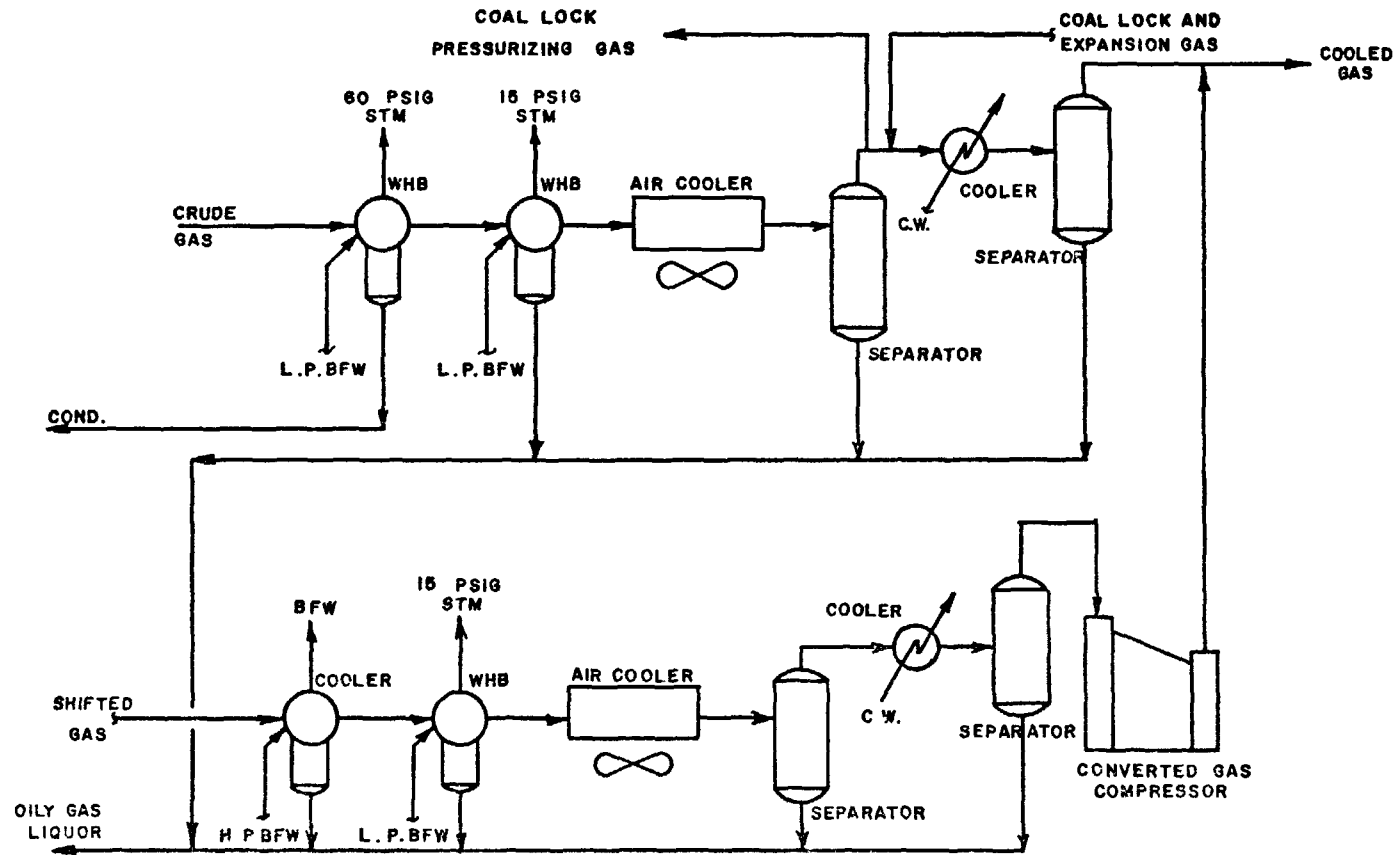 COAL LOCK
PRESSURIZING GAS
COAL LOCK AND
EXPANSION GAS
COOLED
GAS
60 PSIG
STM
15 PSIG
STM
WHB
WHB
AIR COOLER
COOLER
C.W.
CRUDE
GAS
SEPARATOR
L.P.BFW
L.P.BFW
SEPARATOR
COND.
15 PSIG
STM
BFW
COOLER
COOLER
WHB
AIR COOLER
SHIFTED
GAS
C.W.
SEPARATOR
CONVERTED GAS
COMPRESSOR
SEPARATOR
OILY GAS
LIQUOR
H P BFW
L.P.BFW